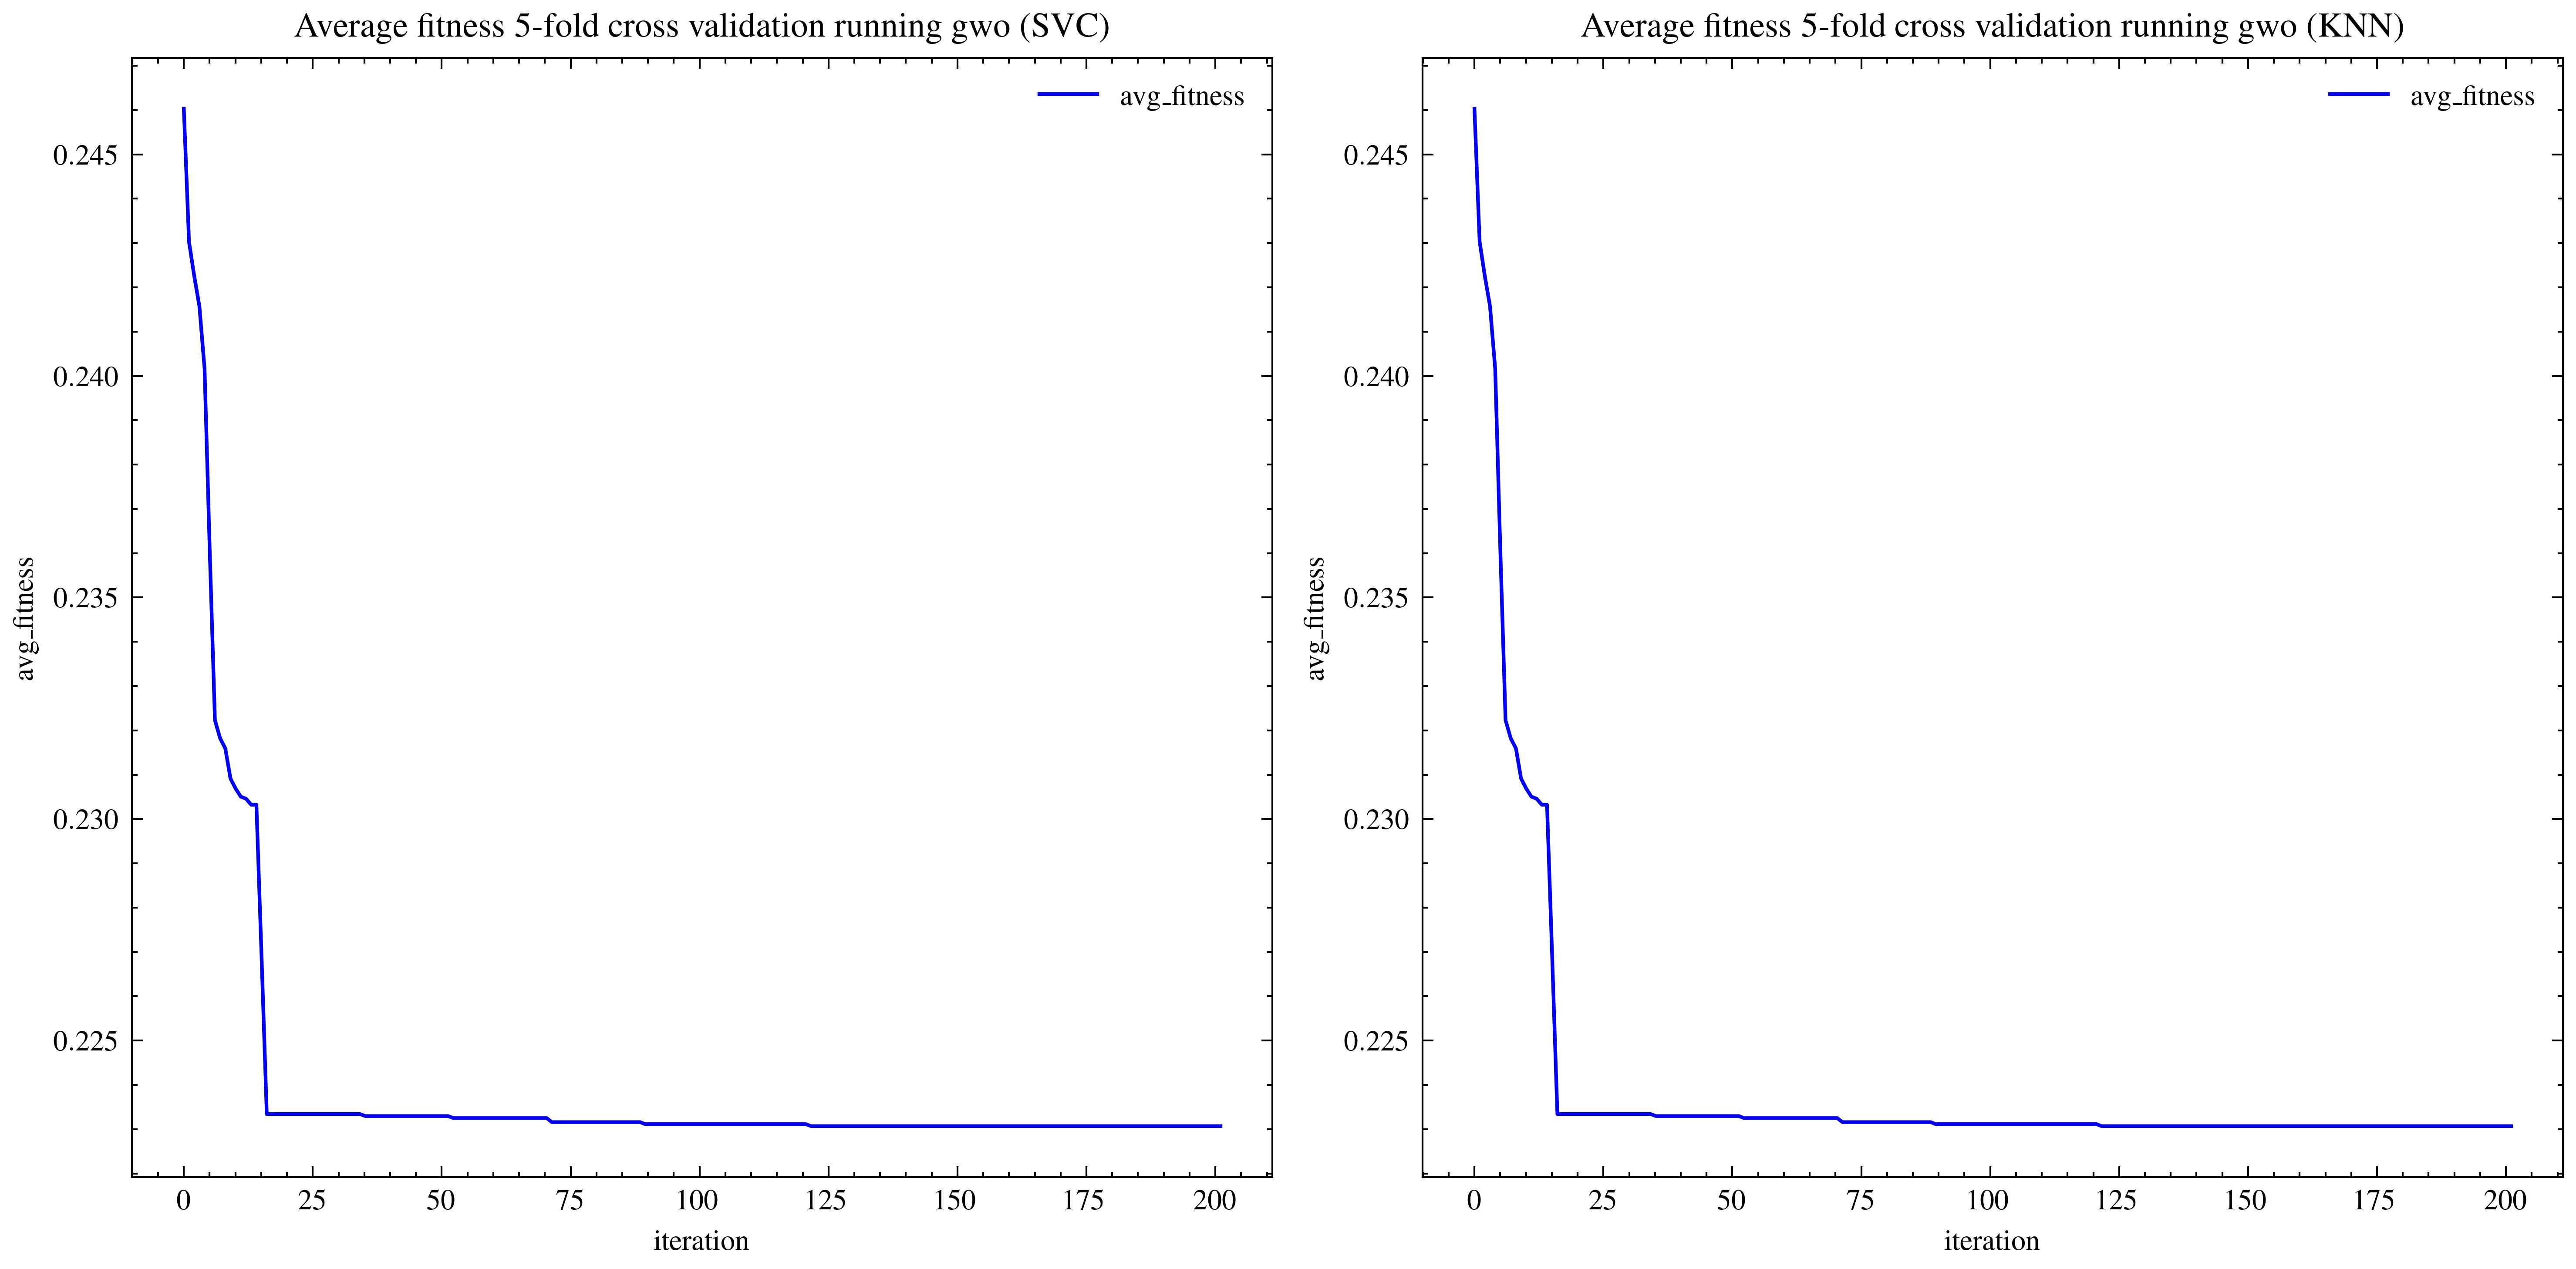 Average fitness 5-fold cross validation running gwo (SVC)
avg_fitness
0.245
0.240
0.235
0.230
0.225
avg_fitness
0 25 50 75 100 125 150 175 200
iteration
Average fitness 5-fold cross validation running gwo (KNN)
avg_fitness
0.245
0.240
0.235
0.230
0.225
avg_fitness
0 25 50 75 100 125 150 175 200
iteration